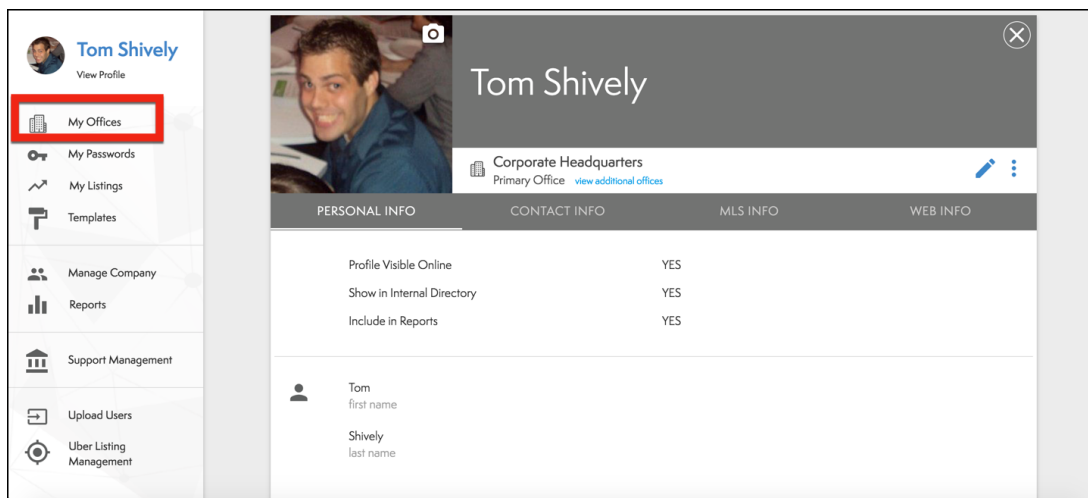 Tom Shively
View Profile
My Offices
My Passwords
My Listings
Templates
Manage Company
Reports
Support Management
Upload Users
Uber Listing
Management
Tom Shively
Corporate Headquarters
Primary Office view additional offices
PERSONAL INFO CONTACT INFO MLS INFO WEB INFO
Profile Visible Online YES
Show in Internal Directory YES
Include in Reports YES
Tom
first name
Shively
last name